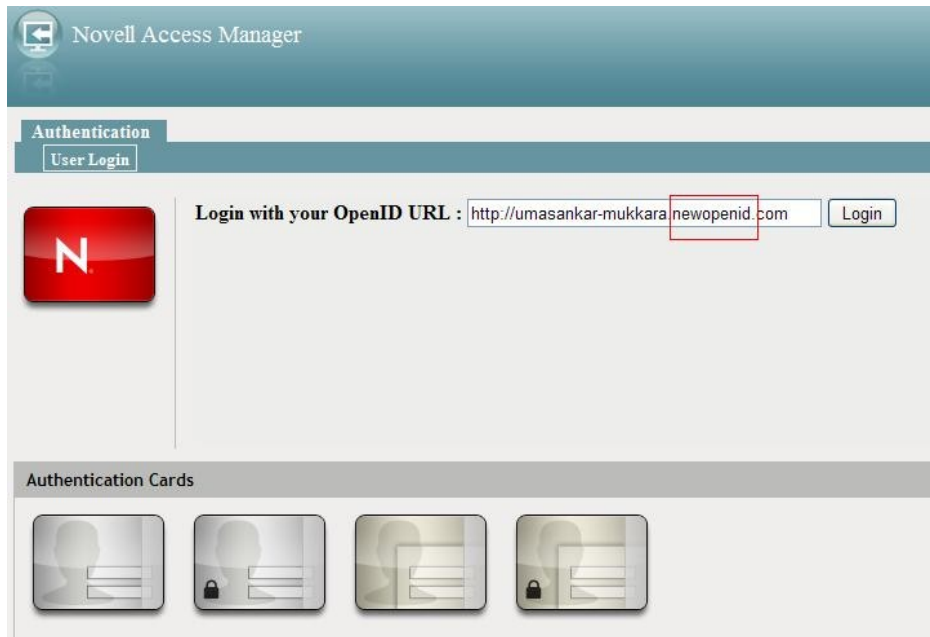 Novell Access Manager
Authentication
User Login
Login with your OpenID URL : http://umasankar-mukkara.newopenid.com Login
N
Authentication Cards